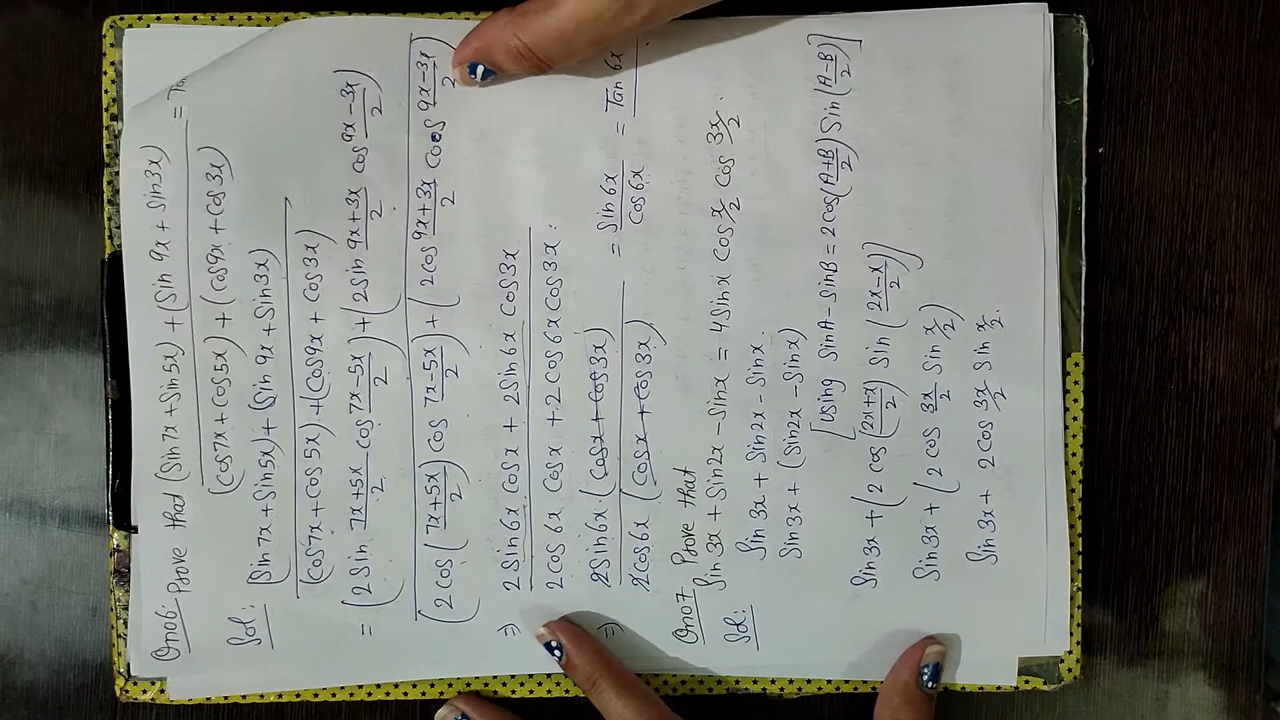 Qno6: Prove that (Sin 7x + Sin 5x) + (Sin 9x + Sin 3x)
(Cos 7x + Cos 5x) + (Cos 9x + Cos 3x) =
Sol: (Sin 7x + Sin 5x) + (Sin 9x + Sin 3x)
(Cos 7x + Cos 5x) + (Cos 9x + Cos 3x)
= (2 Sin 7x+5x/2 Cos 7x-5x/2) + (2 Sin 9x+3x/2 Cos 9x-3x/2)
(2 Cos (7x+5x/2) Cos 7x-5x/2) + (2 Cos 9x+3x/2 Cos 9x-3x/2)
⇒ 2 Sin 6x Cos x + 2 Sin 6x Cos 3x
2 Cos 6x Cos x + 2 Cos 6x Cos 3x.
⇒ 2 Sin 6x. (Cos x + Cos 3x) = Sin 6x = Tan 6x
2 Cos 6x (Cos x + Cos 3x) Cos 6x
Qno7 Prove that
Sin 3x + Sin 2x - Sin x = 4 Sin x Cos x/2 Cos 3x/2.
Sol: Sin 3x + Sin 2x - Sin x.
Sin 3x + (Sin 2x - Sin x)
[Using Sin A - Sin B = 2 Cos (A+B/2) Sin (A-B/2)]
Sin 3x + (2 Cos (2x+x/2) Sin (2x-x/2))
Sin 3x + (2 Cos 3x/2 Sin x/2)
Sin 3x + 2 Cos 3x/2 Sin x/2.